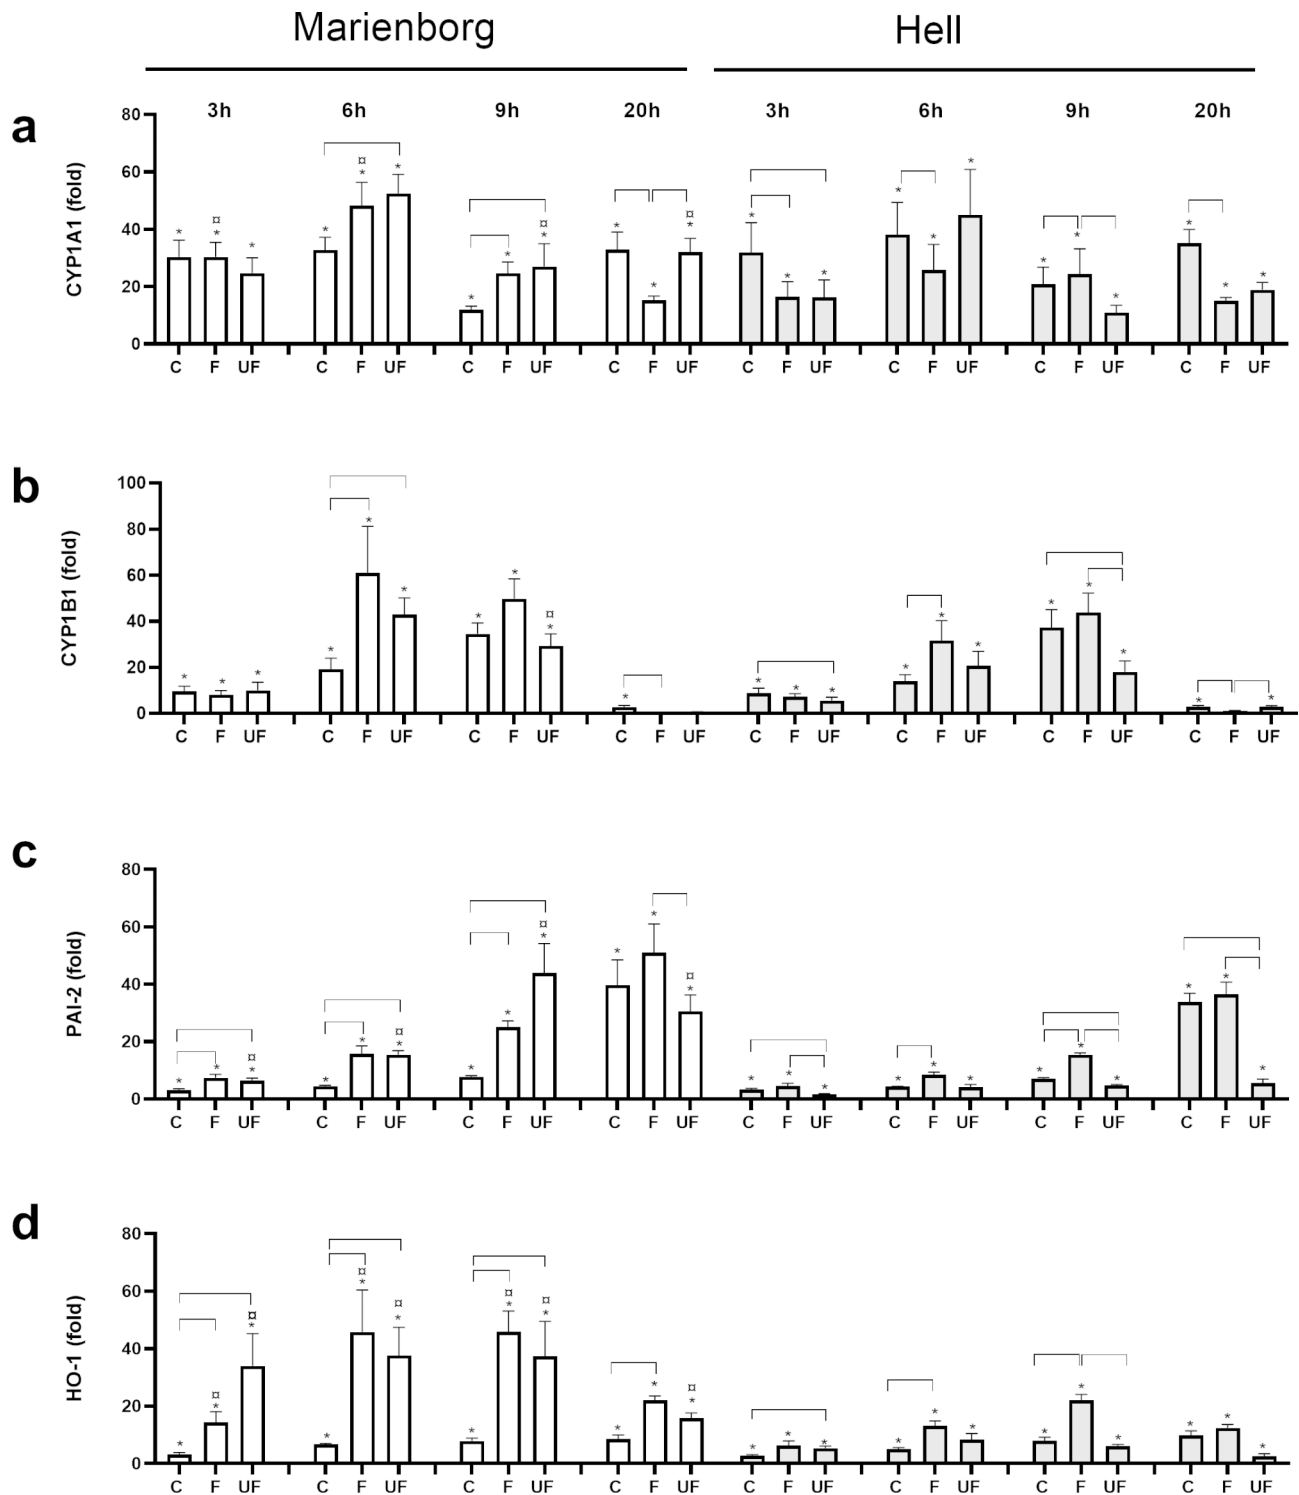 Marienborg Hell
a
3h 6h 9h 20h 3h 6h 9h 20h
CYP1A1 (fold)
80
60
40
20
0
C F UF C F UF C F UF C F UF C F UF C F UF C F UF C F UF
b
CYP1B1 (fold)
100
80
60
40
20
0
C F UF C F UF C F UF C F UF C F UF C F UF C F UF C F UF
c
PAI-2 (fold)
80
60
40
20
0
C F UF C F UF C F UF C F UF C F UF C F UF C F UF C F UF
d
HO-1 (fold)
80
60
40
20
0
C F UF C F UF C F UF C F UF C F UF C F UF C F UF C F UF